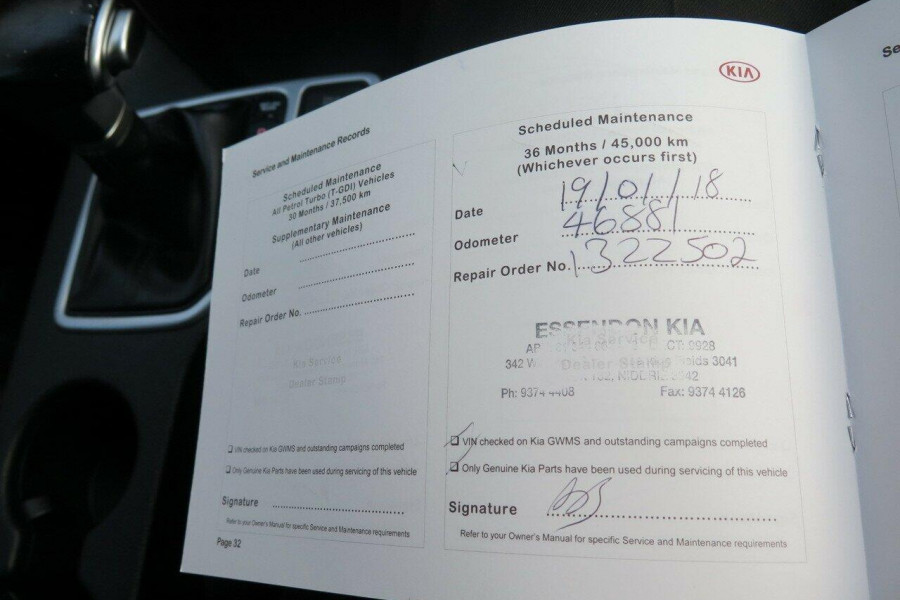 Service and Maintenance Records
Scheduled Maintenance
All Petrol Turbo (T-GDI) Vehicles
30 Months / 37,500 km
Supplementary Maintenance
(All other vehicles)
Date
Odometer
Repair Order No.
Kia Service
Dealer Stamp
❑ VIN checked on Kia GWMS and outstanding campaigns completed
❑ Only Genuine Kia Parts have been used during servicing of this vehicle
Signature
Refer to your Owner's Manual for specific Service and Maintenance requirements
Page 32
KIA
Scheduled Maintenance
36 Months / 45,000 km
(Whichever occurs first)
Date 19/01/18
Odometer 46881
Repair Order No. 1322502
ESSENDON KIA
Kia Service
9928
Dealer Stamp
342 3041
Ph: 9374 Fax: 9374 4126
❑ VIN checked on Kia GWMS and outstanding campaigns completed
❑ Only Genuine Kia Parts have been used during servicing of this vehicle
Signature
Refer to your Owner's Manual for specific Service and Maintenance requirements
Se